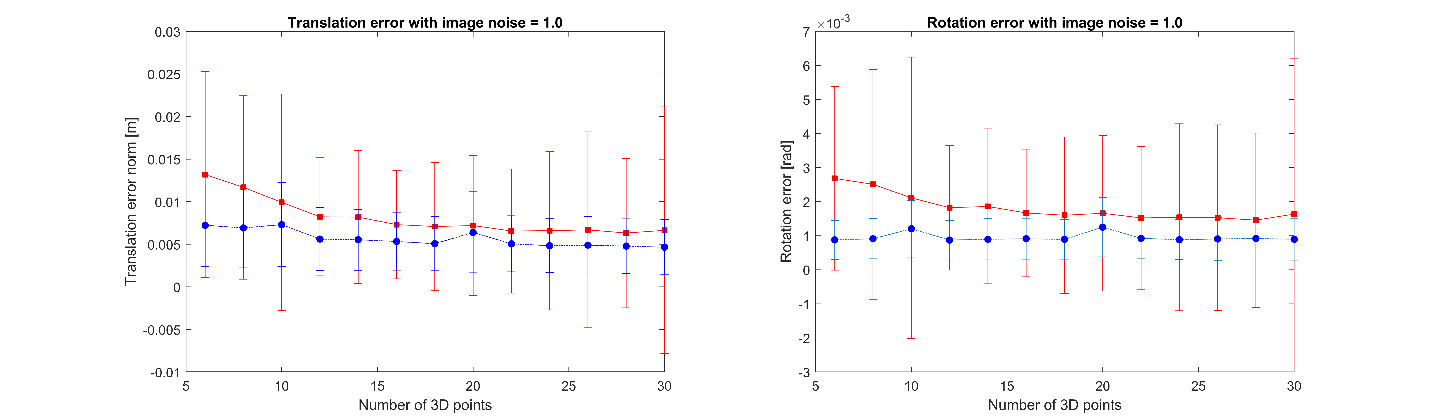 Translation error with image noise = 1.0
0.03
0.025
0.02
0.015
0.01
0.005
0
-0.005
-0.01
Translation error norm [m]
5 10 15 20 25 30
Number of 3D points
Rotation error with image noise = 1.0
×10⁻³
7
6
5
4
3
2
1
0
-1
-2
-3
Rotation error [rad]
5 10 15 20 25 30
Number of 3D points